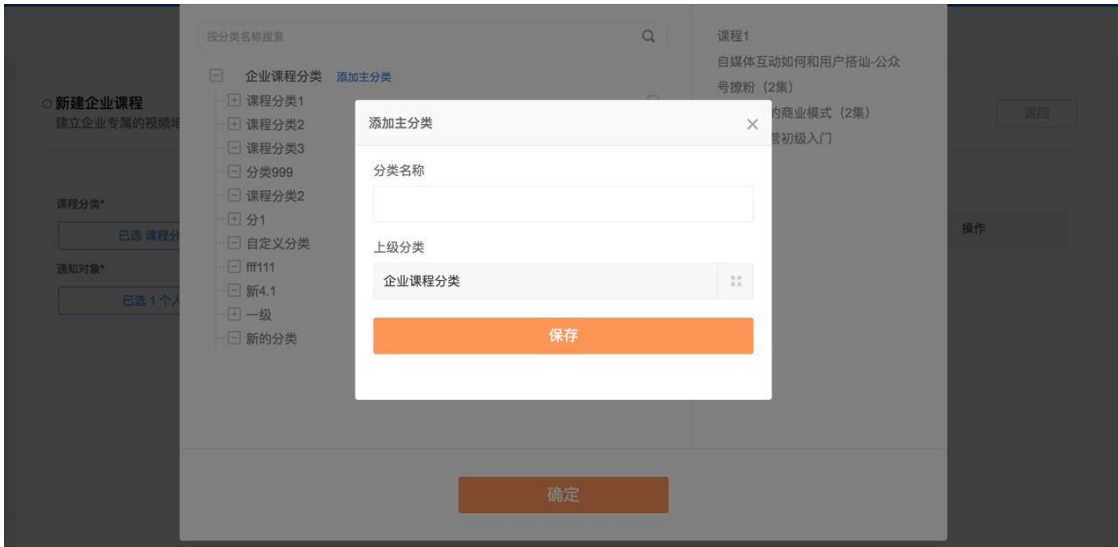 按分类名称搜索
企业课程分类 添加主分类
课程分类1
课程分类2
课程分类3
分类999
课程分类2
分1
自定义分类
fff111
新4.1
一级
新的分类
课程1
自媒体互动如何和用户搭讪-公众
号撩粉（2集）
的商业模式（2集）
营初级入门
新建企业课程
建立企业专属的视频培
返回
课程分类*
已选 课程分
通知对象*
已选 1 个人
操作
添加主分类
分类名称
上级分类
企业课程分类
保存
确定